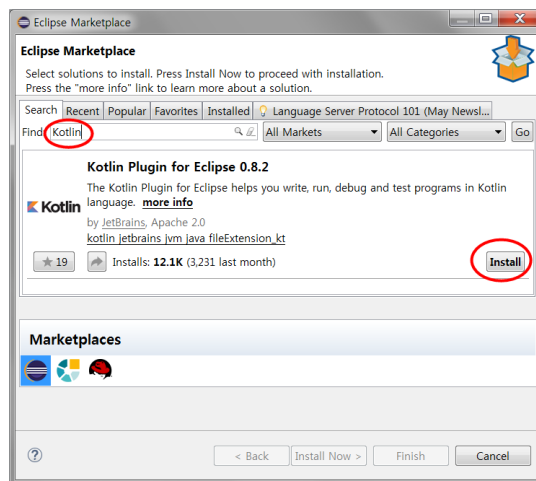 Eclipse Marketplace
Eclipse Marketplace
Select solutions to install. Press Install Now to proceed with installation.
Press the "more info" link to learn more about a solution.
Search Recent Popular Favorites Installed Language Server Protocol 101 (May Newsl...
Find: Kotlin All Markets All Categories Go
Kotlin Plugin for Eclipse 0.8.2
The Kotlin Plugin for Eclipse helps you write, run, debug and test programs in Kotlin
language. more info
Kotlin
by JetBrains, Apache 2.0
kotlin jetbrains jvm java fileExtension_kt
19 Installs: 12.1K (3,231 last month) Install
Marketplaces
? < Back Install Now > Finish Cancel